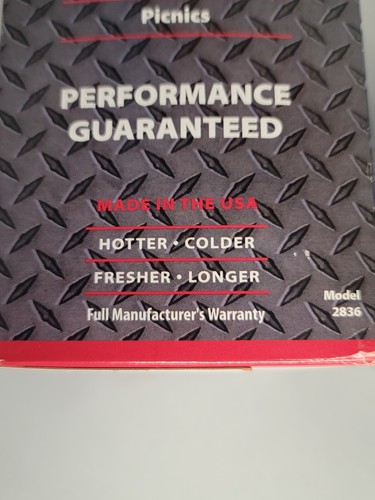 Picnics
PERFORMANCE
GUARANTEED
MADE IN THE USA
HOTTER • COLDER
FRESHER • LONGER
Full Manufacturer's Warranty
Model
2836